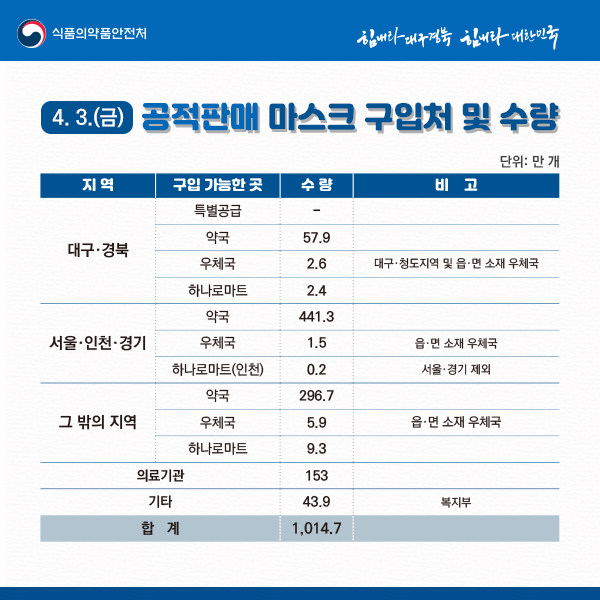 식품의약품안전처
힘내라 대구경북 힘내라 대한민국
4. 3.(금) 공적판매 마스크 구입처 및 수량
단위: 만 개
지 역 구입 가능한 곳 수 량 비 고
대구·경북
특별공급 -
약국 57.9
우체국 2.6 대구·청도지역 및 읍·면 소재 우체국
하나로마트 2.4
서울·인천·경기
약국 441.3
우체국 1.5 읍·면 소재 우체국
하나로마트(인천) 0.2 서울·경기 제외
그 밖의 지역
약국 296.7
우체국 5.9 읍·면 소재 우체국
하나로마트 9.3
의료기관 153
기타 43.9 복지부
합 계 1,014.7